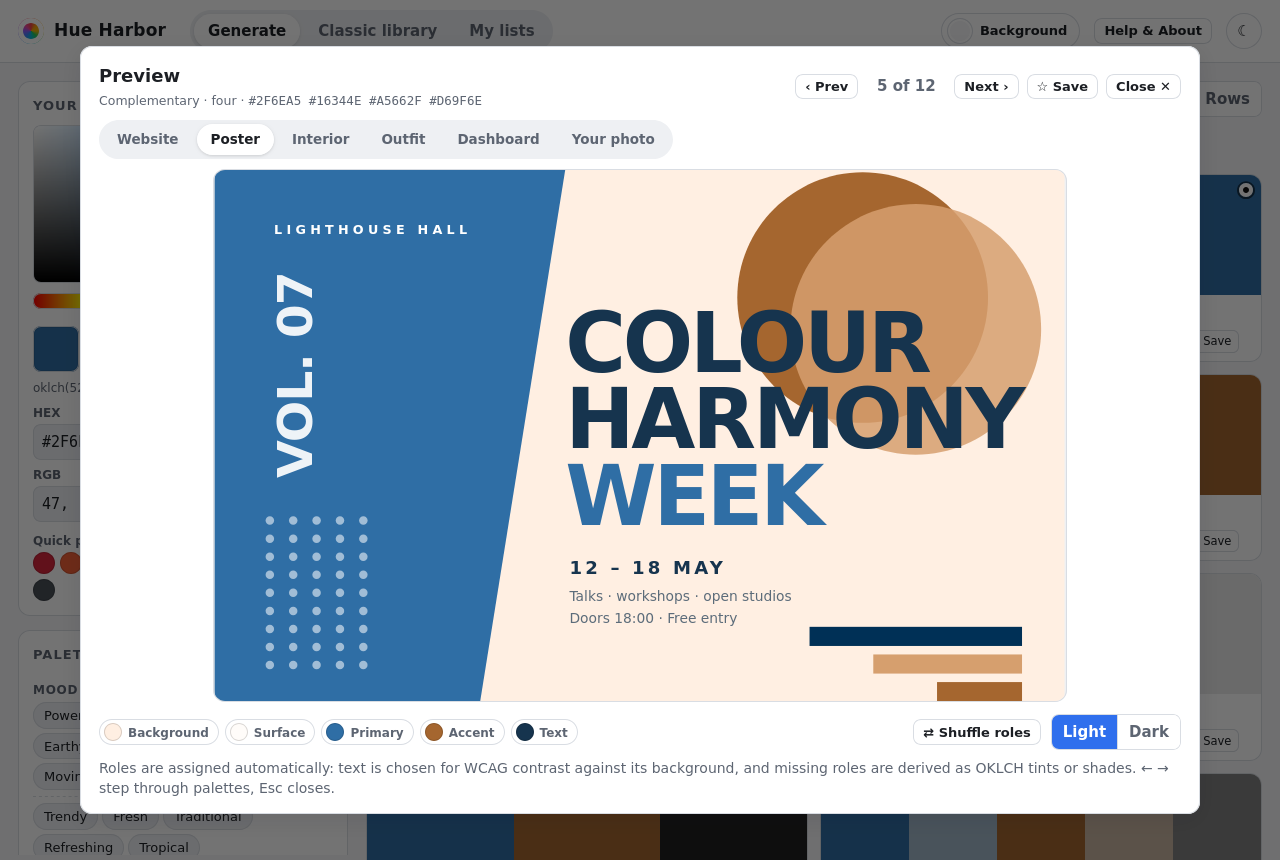 Hue Harbor
Generate
Classic library
My lists
Background
Help & About
☾
YOUR
Rows
oklch(52
HEX
#2F6
RGB
47,
Quick p
PALET
MOOD
Power
Earth
Movin
Trendy
Fresh
Traditional
Refreshing
Tropical
Save
Save
Save
Preview
Complementary · four · #2F6EA5 #16344E #A5662F #D69F6E
‹ Prev
5 of 12
Next ›
☆ Save
Close ✕
Website
Poster
Interior
Outfit
Dashboard
Your photo
LIGHTHOUSE HALL
VOL. 07
COLOUR
HARMONY
WEEK
12 – 18 MAY
Talks · workshops · open studios
Doors 18:00 · Free entry
Background
Surface
Primary
Accent
Text
⇄ Shuffle roles
Light
Dark
Roles are assigned automatically: text is chosen for WCAG contrast against its background, and missing roles are derived as OKLCH tints or shades. ← →
step through palettes, Esc closes.